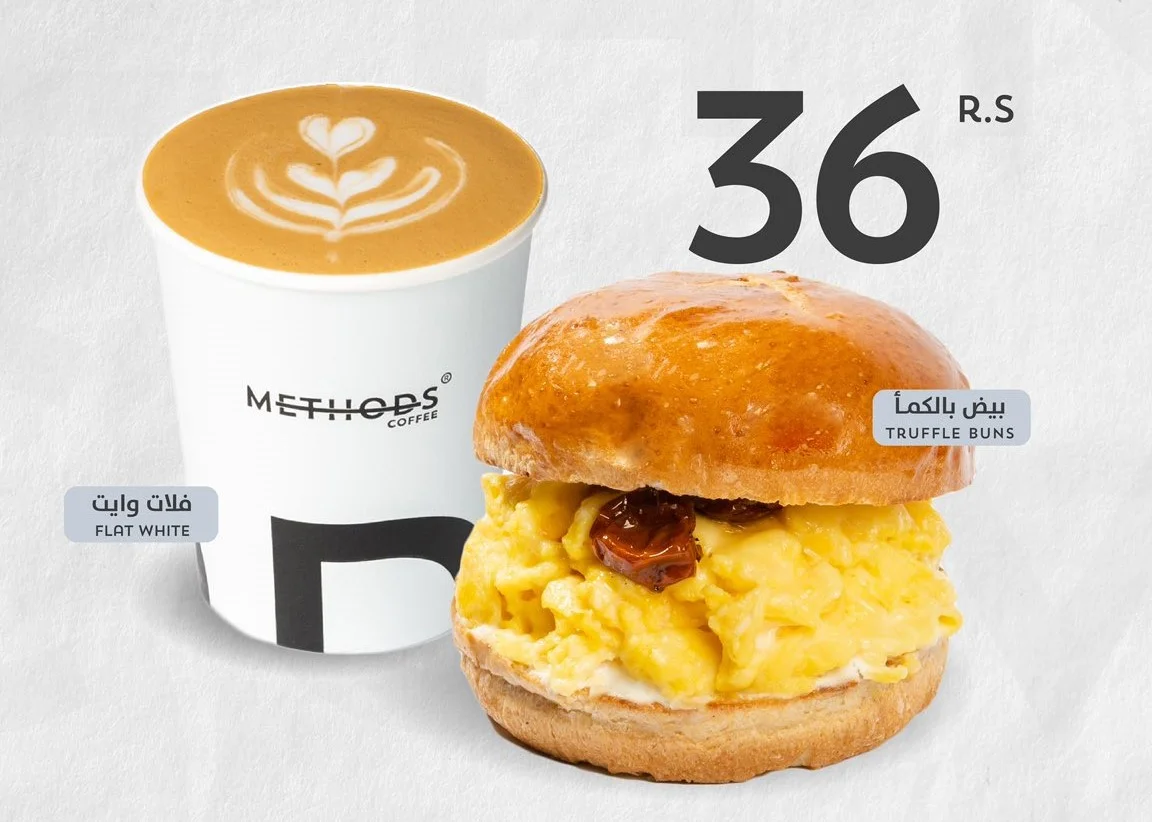 36 R.S
METHODS®
COFFEE
بيض بالكمأ
TRUFFLE BUNS
فلات وايت
FLAT WHITE